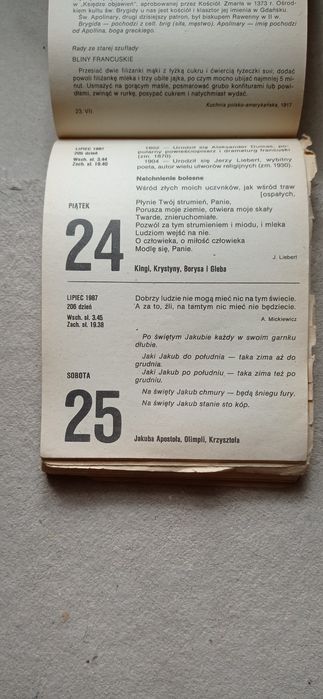 w „Księdze objawień", aprobowanej przez Kościół. Zmarła w 1373 r. Ośrod-
kiem kultu św. Brygidy u nas jest kościół i klasztor jej imienia w Gdańsku.
Św. Apolinary, drugi dzisiejszy patron, był biskupem Rawenny w II w.
Brygida — pochodzi z celt. brig (siła, męstwo). Apolinary — imię pochodzi
od Apollina, boga greckiego.
Rady ze starej szuflady
BLINY FRANCUSKIE
Przesiać dwie filiżanki mąki z łyżką cukru i ćwiercią łyżeczki soli; dodać
powoli filiżankę mleka i trzy ubite jajka, po czym mocno ubijać najmniej 5
minut. Usmażyć na gorącym maśle, posmarować grubo konfiturami lub powi-
dłami, zwinąć w rurkę, posypać cukrem i natychmiast wydać.
Kuchnia polsko-amerykańska, 1917
23. VII.
LIPIEC 1987
205 dzień
Wsch. sł. 3.44
Zach. sł. 19.40
1802 — Urodził się Aleksander Dumas, po-
pularny powieściopisarz i dramaturg francuski
(zm. 1870).
1904 — Urodził się Jerzy Liebert, wybitny
poeta, autor wielu utworów religijnych (zm. 1930).
Natchnienie bolesne
Wśród złych moich uczynków, jak wśród traw
[ospałych,
Płynie Twój strumień, Panie,
Porusza moje ziemie, otwiera moje skały
Twarde, znieruchomiałe.
Pozwól za tym strumieniem i miodu, i mleka
Ludziom wejść na nie.
O człowieka, o miłość człowieka
Modlę się, Panie.
J. Liebert
PIĄTEK
24
Kingi, Krystyny, Borysa i Gleba
LIPIEC 1987
206 dzień
Wsch. sł. 3.45
Zach. sł. 19.38
Dobrzy ludzie nie mogą mieć nic na tym świecie.
A za to, źli, na tamtym nic mieć nie będziecie.
A. Mickiewicz
Po świętym Jakubie każdy w swoim garnku
dłubie.
Jaki Jakub do południa — taka zima aż do
grudnia.
Jaki Jakub po południu, — taka zima też po
grudniu.
Na święty Jakub chmury — będą śniegu fury.
Na święty Jakub stanie sto kóp.
SOBOTA
25
Jakuba Apostoła, Olimpii, Krzysztofa